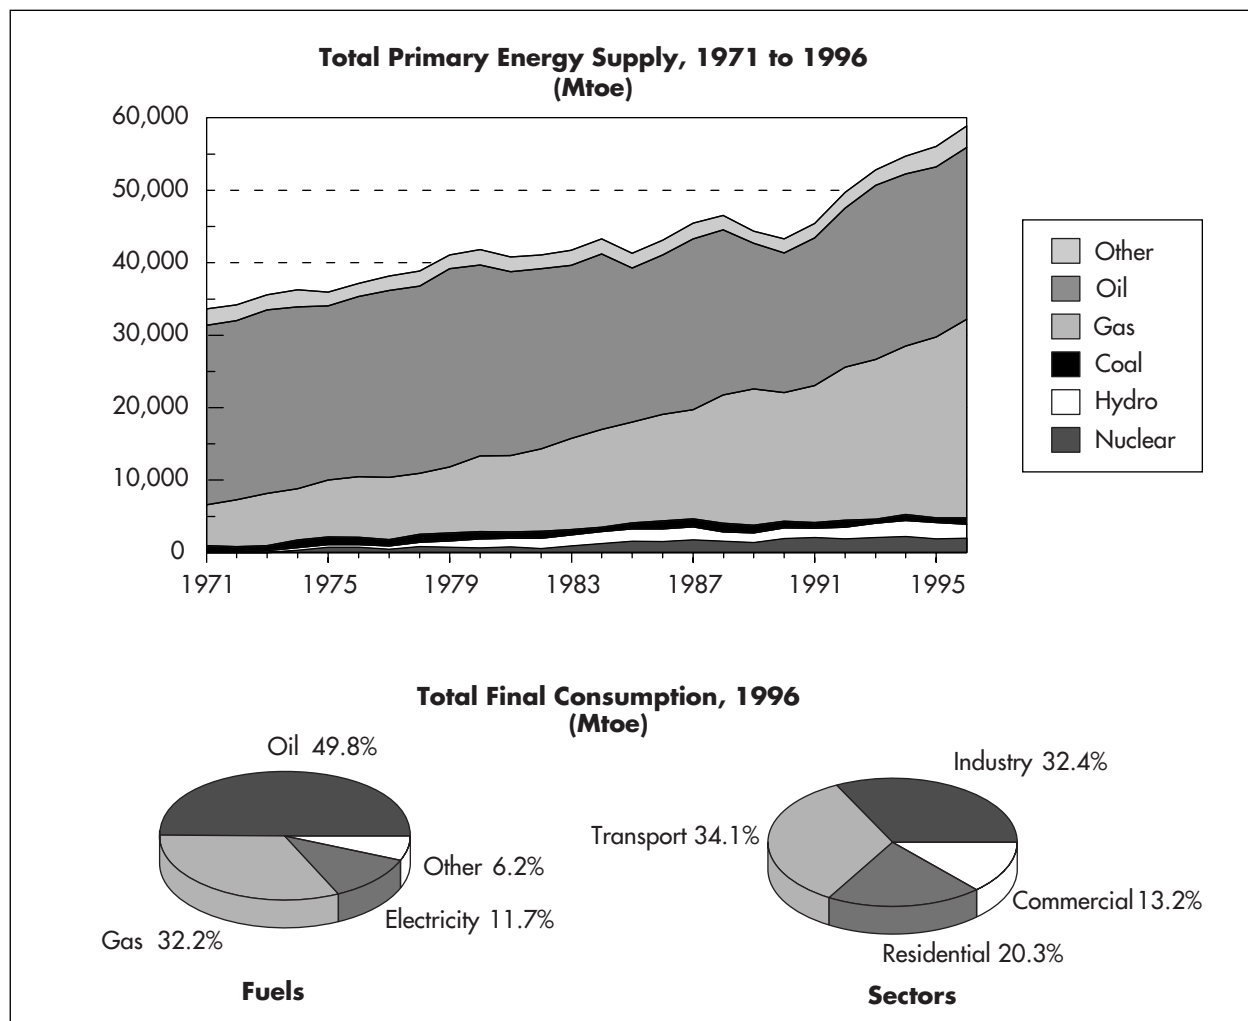 Total Primary Energy Supply, 1971 to 1996
(Mtoe)
60,000
50,000
40,000
30,000
20,000
10,000
0
1971 1975 1979 1983 1987 1991 1995
Other
Oil
Gas
Coal
Hydro
Nuclear
Total Final Consumption, 1996
(Mtoe)
Oil 49.8%
Other 6.2%
Electricity 11.7%
Gas 32.2%
Fuels
Industry 32.4%
Transport 34.1%
Commercial 13.2%
Residential 20.3%
Sectors